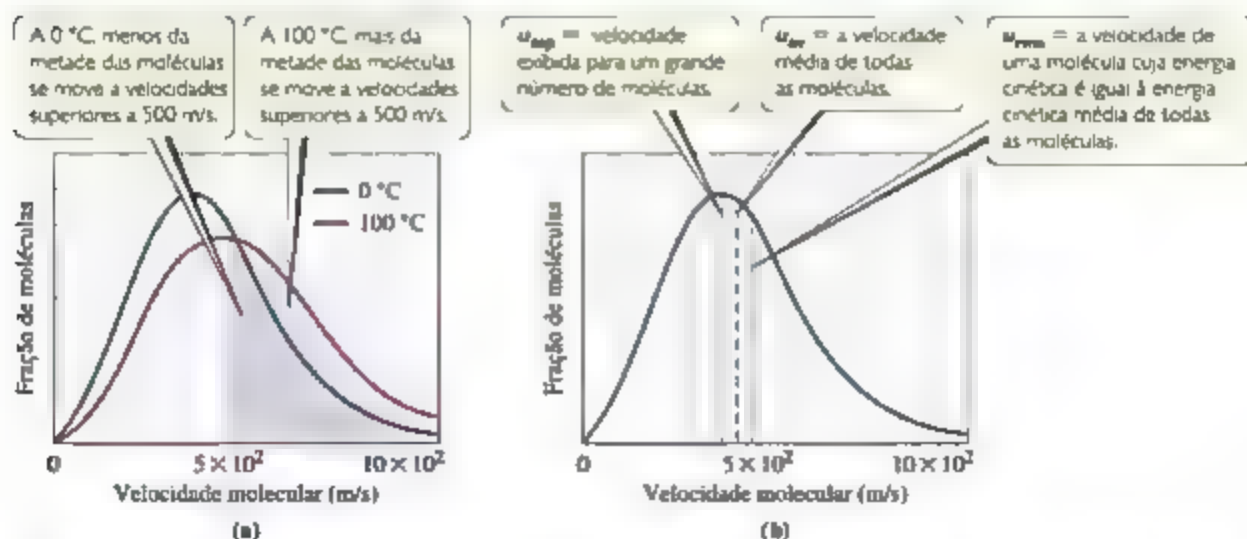 A 0 °C, menos da
metade das moléculas
se move a velocidades
superiores a 500 m/s.
A 100 °C mais da
metade das moléculas
se move a velocidades
superiores a 500 m/s.
u_mp = velocidade
exibida para um grande
número de moléculas.
u_av = a velocidade
média de todas
as moléculas.
u_rms = a velocidade de
uma molécula cuja energia
cinética é igual à energia
cinética média de todas
as moléculas.
0 °C
100 °C
Fração de moléculas
0 5 × 10² 10 × 10²
Velocidade molecular (m/s)
(a)
Fração de moléculas
0 5 × 10² 10 × 10²
Velocidade molecular (m/s)
(b)